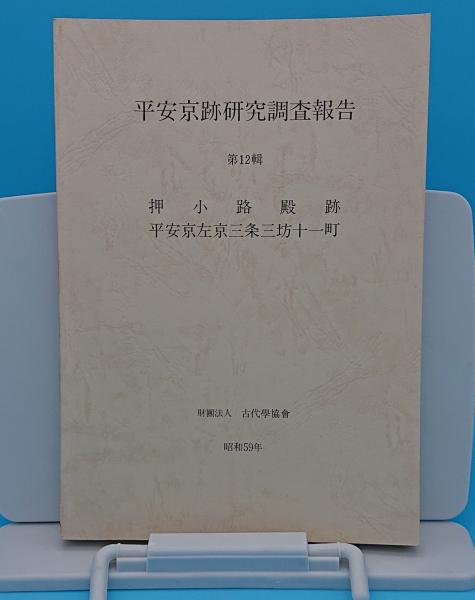 平安京跡研究調査報告
第12輯
押小路殿跡
平安京左京三条三坊十一町
財團法人 古代學協會
昭和59年